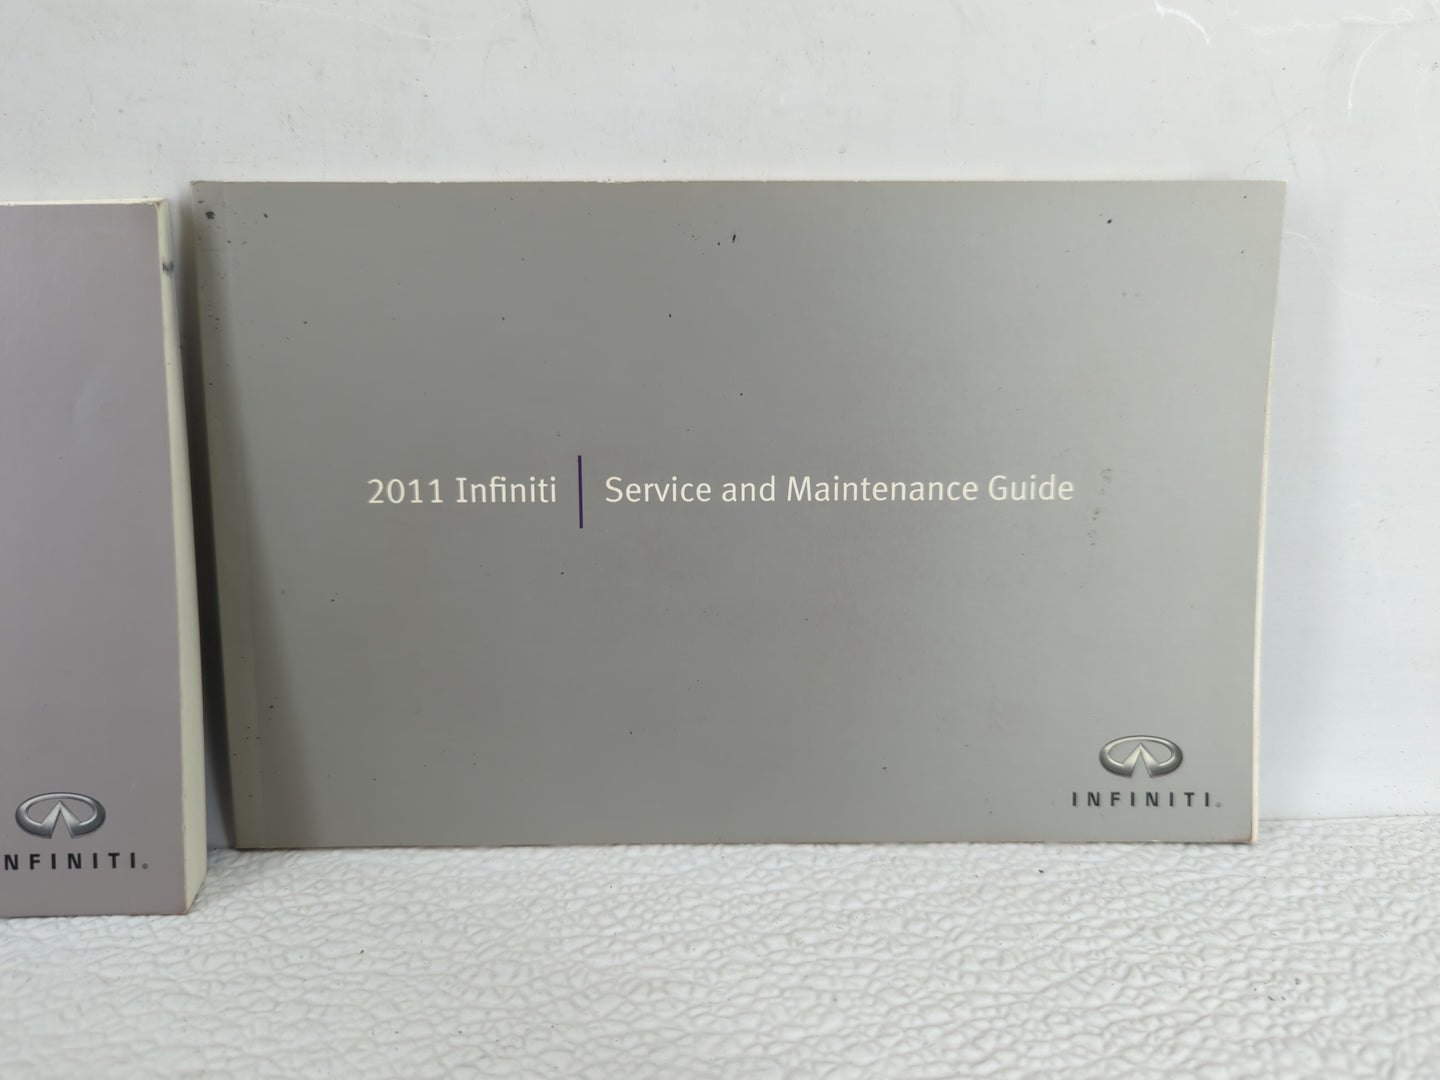 2011 Infiniti | Service and Maintenance Guide
INFINITI®
NFINITI®